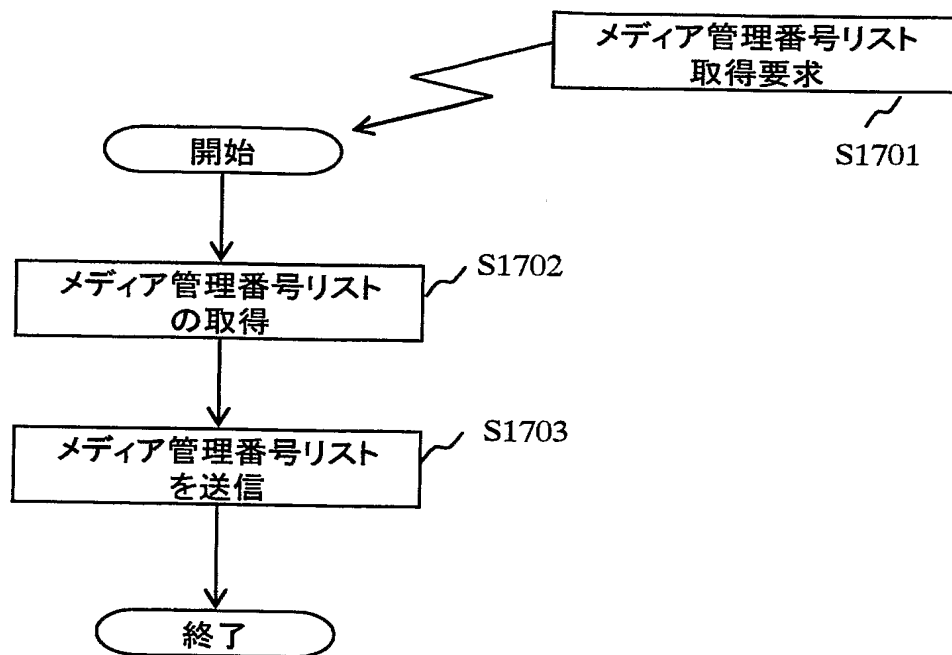 メディア管理番号リスト
取得要求
S1701
開始
メディア管理番号リスト
の取得
S1702
メディア管理番号リスト
を送信
S1703
終了